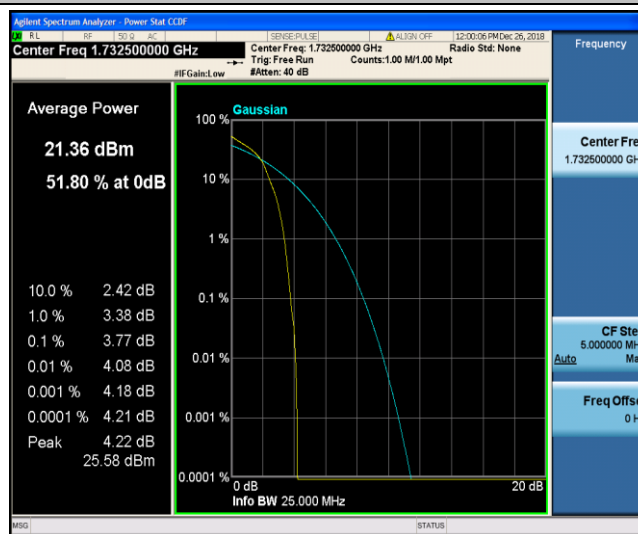 Agilent Spectrum Analyzer - Power Stat CCDF
RL RF 50 Ω AC SENSE:PULSE ALIGN OFF 12:00:06 PM Dec 26, 2018
Center Freq 1.732500000 GHz
Center Freq: 1.732500000 GHz Radio Std: None
Trig: Free Run Counts:1.00 M/1.00 Mpt
#IFGain:Low #Atten: 40 dB
Frequency
Average Power
21.36 dBm
51.80 % at 0dB
10.0 % 2.42 dB
1.0 % 3.38 dB
0.1 % 3.77 dB
0.01 % 4.08 dB
0.001 % 4.18 dB
0.0001 % 4.21 dB
Peak 4.22 dB
25.58 dBm
Gaussian
100 %
10 %
1 %
0.1 %
0.01 %
0.001 %
0.0001 %
0 dB 20 dB
Info BW 25.000 MHz
Center Fre
1.732500000 GH
CF Ste
5.000000 MH
Auto Ma
Freq Offse
0 H
MSG STATUS